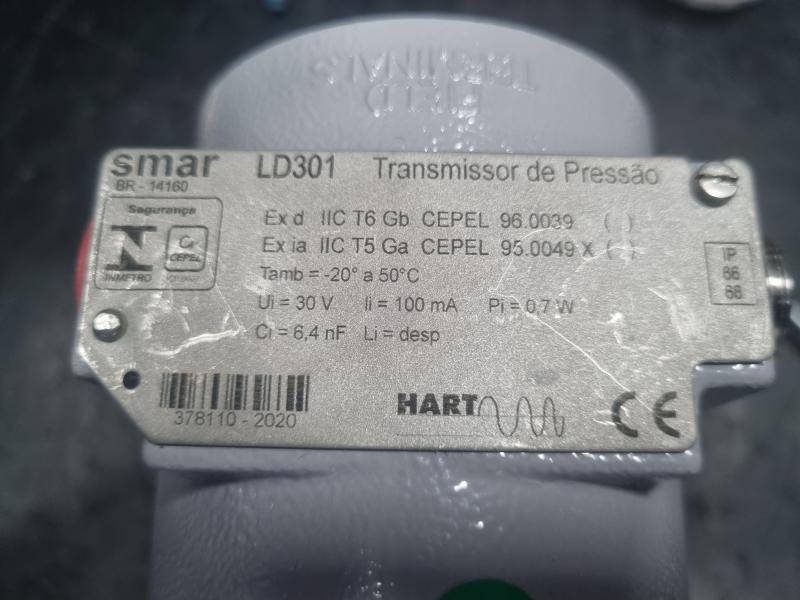 FIELD
TERMINALS
smar LD301 Transmissor de Pressão
BR - 14160
Segurança
INMETRO
CEPEL
Ex d IIC T6 Gb CEPEL 96.0039 ( )
Ex ia IIC T5 Ga CEPEL 95.0049 X ( )
Tamb = -20° a 50°C
Ui = 30 V Ii = 100 mA Pi = 0,7 W
Ci = 6,4 nF Li = desp
IP
66
68
378110 - 2020
HART
CE